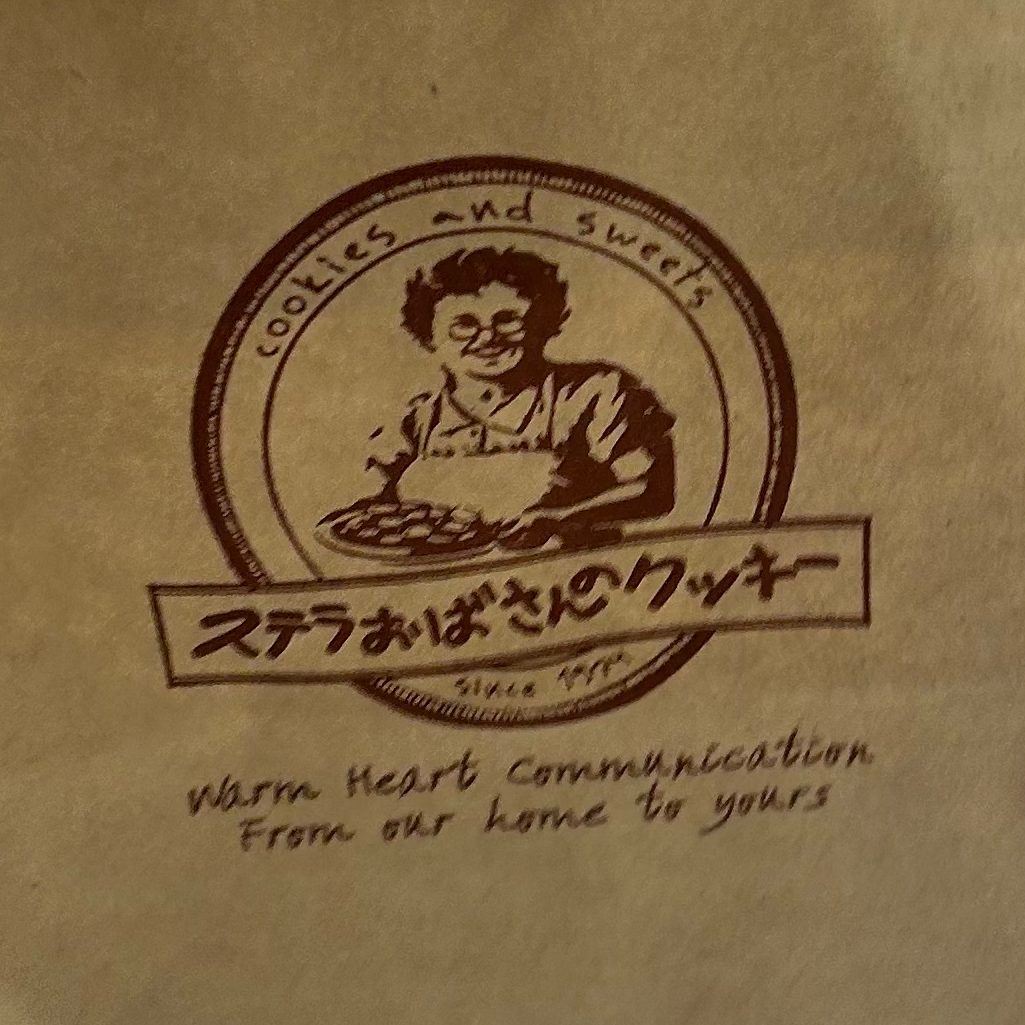 cookies and sweets
ステラおばさんのクッキー
since
Warm Heart Communication
From our home to yours